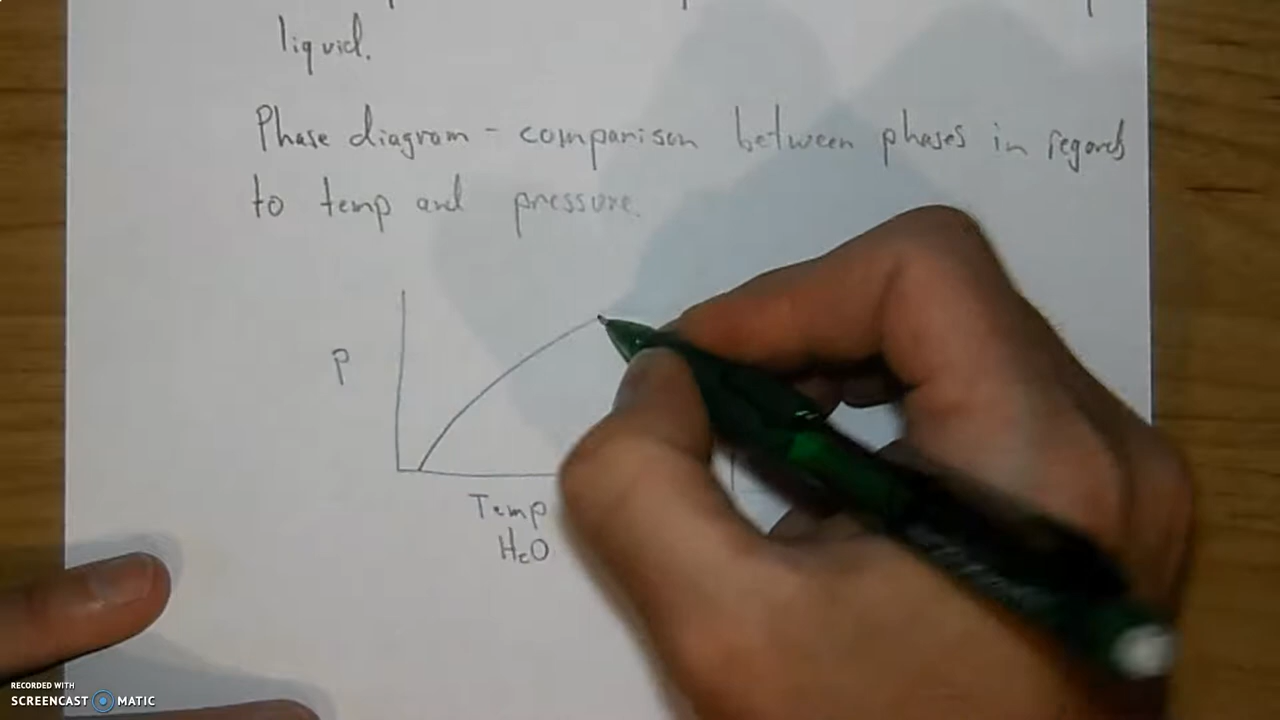 liquid.
Phase diagram - comparison between phases in regards
to temp and pressure.
P
Temp
H2O
RECORDED WITH
SCREENCAST MATIC